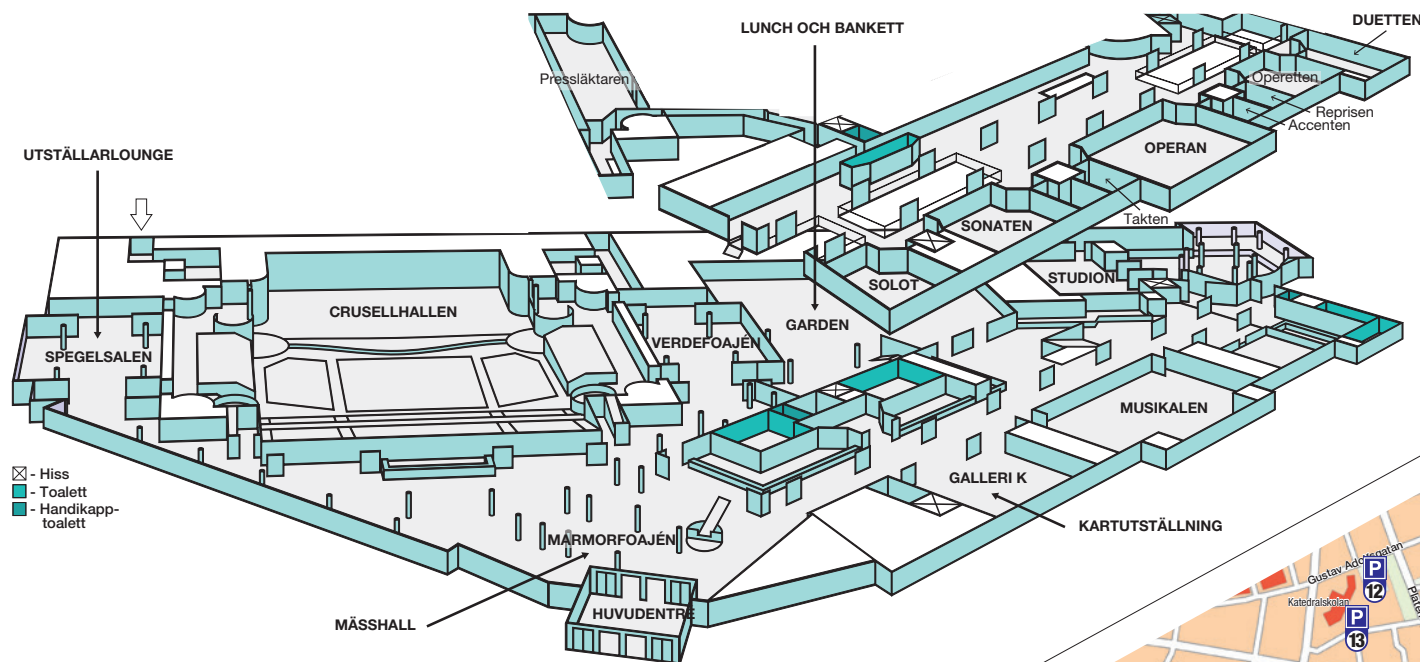 LUNCH OCH BANKETT
DUETTEN
Pressläktaren
Operetten
Reprisen
Accenten
OPERAN
UTSTÄLLARLOUNGE
Takten
SONATEN
STUDION
SOLOT
CRUSELLHALLEN
GARDEN
VERDEFOAJÉN
SPEGELSALEN
MUSIKALEN
- Hiss
- Toalett
- Handikapp-
toalett
GALLERI K
KARTUTSTÄLLNING
MARMORFOAJÉN
HUVUDENTRÉ
MÄSSHALL
Gustav Adolfsgatan
P
12
Katedralskolan
P
13